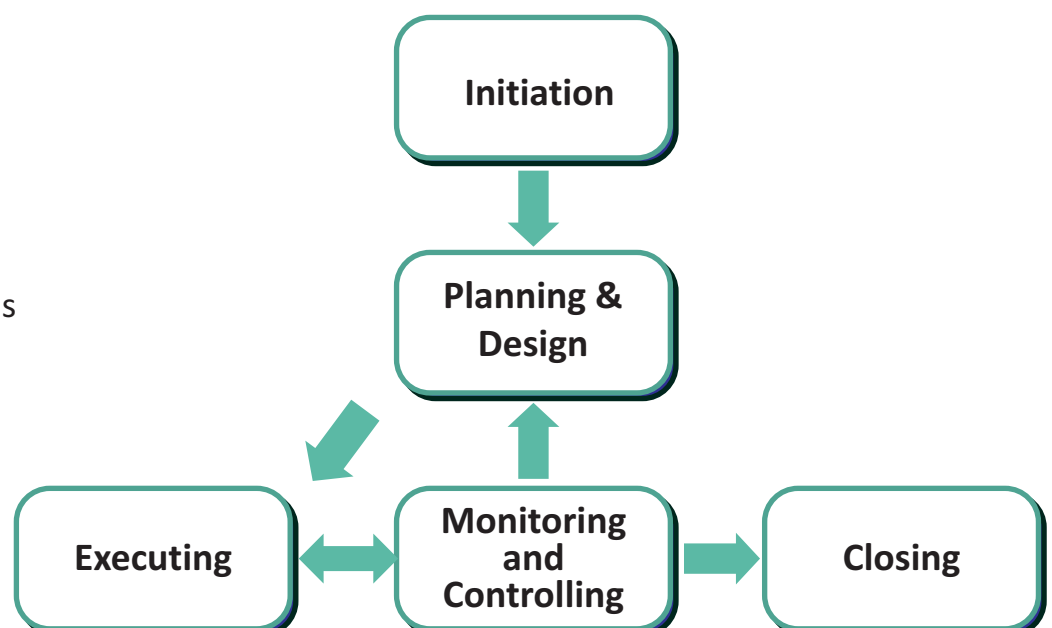 Initiation
Planning &
Design
s
Executing
Monitoring
and
Controlling
Closing